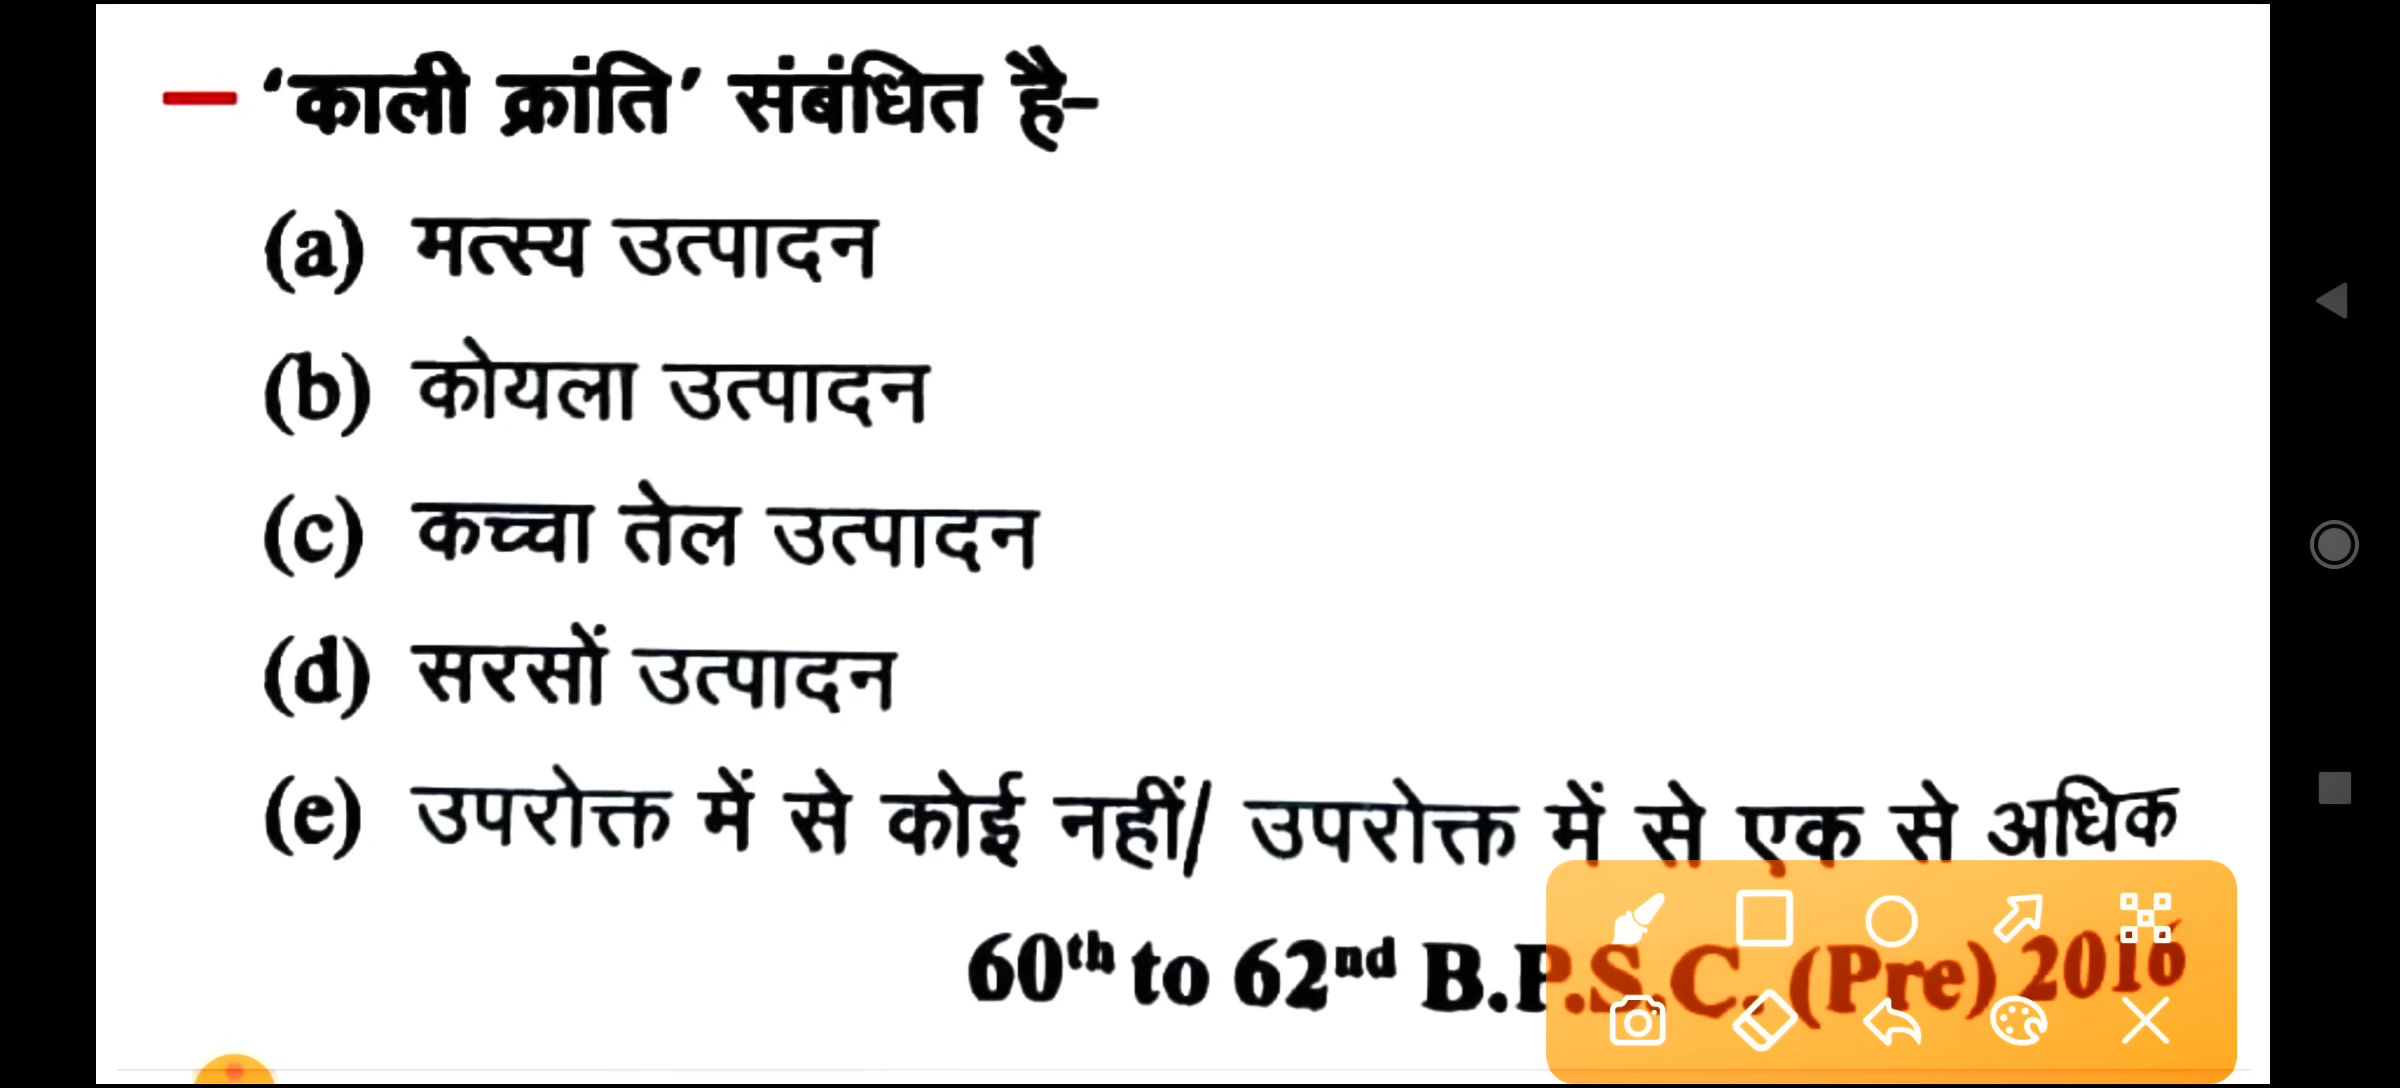 – ‘काली क्रांति’ संबंधित है-
(a) मत्स्य उत्पादन
(b) कोयला उत्पादन
(c) कच्चा तेल उत्पादन
(d) सरसों उत्पादन
(e) उपरोक्त में से कोई नहीं/ उपरोक्त में से एक से अधिक
60th to 62nd B.P.S.C. (Pre) 2016